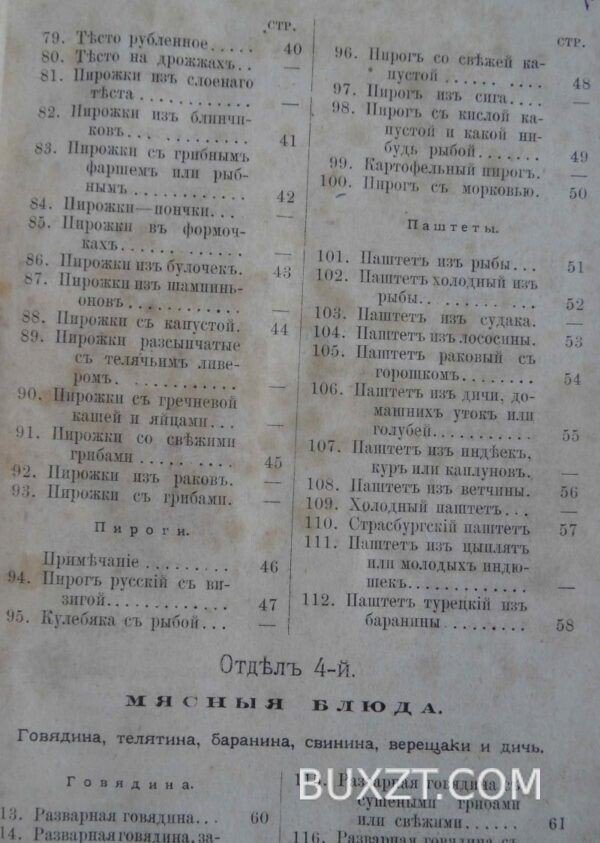 СТР.
79. Тѣсто рубленное..... 40
80. Тѣсто на дрожжахъ.. —
81. Пирожки изъ слоенаго
тѣста .......... —
82. Пирожки изъ блинчи-
ковъ........... 41
83. Пирожки съ грибнымъ
фаршемъ или рыб-
нымъ .......... 42
84. Пирожки—пончки... —
85. Пирожки въ формоч-
кахъ........... —
86. Пирожки изъ булочекъ. 43
87. Пирожки изъ шампинь-
оновъ .......... —
88. Пирожки съ капустой. 44
89. Пирожки разсыпчатые
съ телячьимъ ливе-
ромъ. .......... —
90. Пирожки съ гречневой
кашей и яйцами... —
91. Пирожки со свѣжими
грибами ........ 45
92. Пирожки изъ раковъ. —
93. Пирожки съ грибами. —
Пироги.
Примѣчаніе ........ 46
94. Пирогъ русскій съ ви-
зигой........... 47
95. Кулебяка съ рыбой... —
СТР.
96. Пирогъ со свѣжей ка-
пустой ......... 48
97. Пирогъ изъ сига.... —
98. Пирогъ съ кислой ка-
пустой и какой ни-
будь рыбой....... 49
99. Картофельный пирогъ. —
100. Пирогъ съ морковью. 50
Паштеты.
101. Паштетъ изъ рыбы... 51
102. Паштетъ холодный изъ
рыбы.......... 52
103. Паштетъ изъ судака. —
104. Паштетъ изъ лососины. 53
105. Паштетъ раковый съ
горошкомъ....... 54
106. Паштетъ изъ дичи, до-
машнихъ утокъ или
голубей......... 55
107. Паштетъ изъ индѣекъ,
куръ или каплуновъ. —
108. Паштетъ изъ ветчины. 56
109. Холодный паштетъ... —
110. Страсбургскій паштетъ 57
111. Паштетъ изъ цыплятъ
или молодыхъ индю-
шекъ........... —
112. Паштетъ турецкій изъ
баранины ........ 58
Отдѣлъ 4-й.
МЯСНЫЯ БЛЮДА.
Говядина, телятина, баранина, свинина, верещаки и дичь.
Говядина.
13. Разварная говядина... 60
14. Разварная говядина, за-
115. Разварная говядина съ
сушеными грибами
или свѣжими...... 61
116. Разварная говядина съ
BUXZT.COM